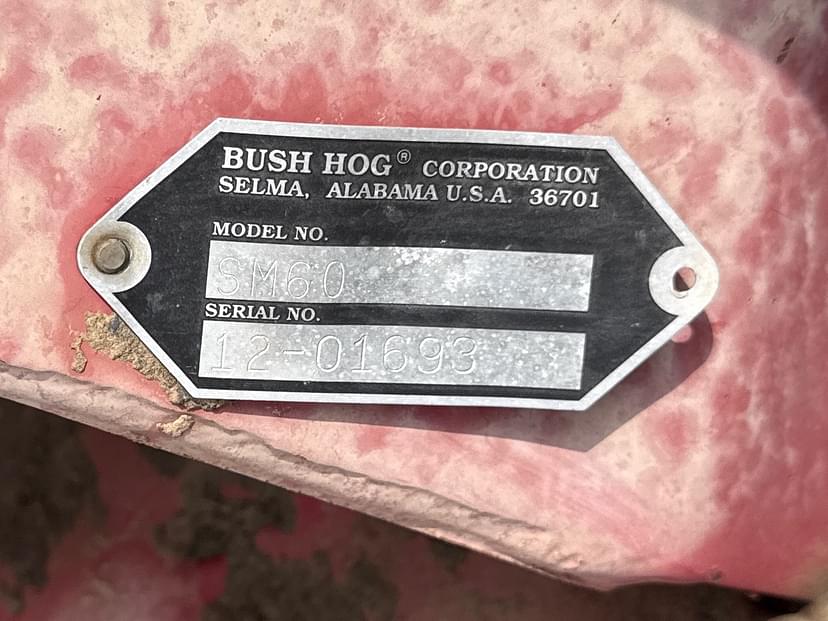 BUSH HOG® CORPORATION
SELMA, ALABAMA U.S.A. 36701
MODEL NO.
SM60
SERIAL NO.
12-01693